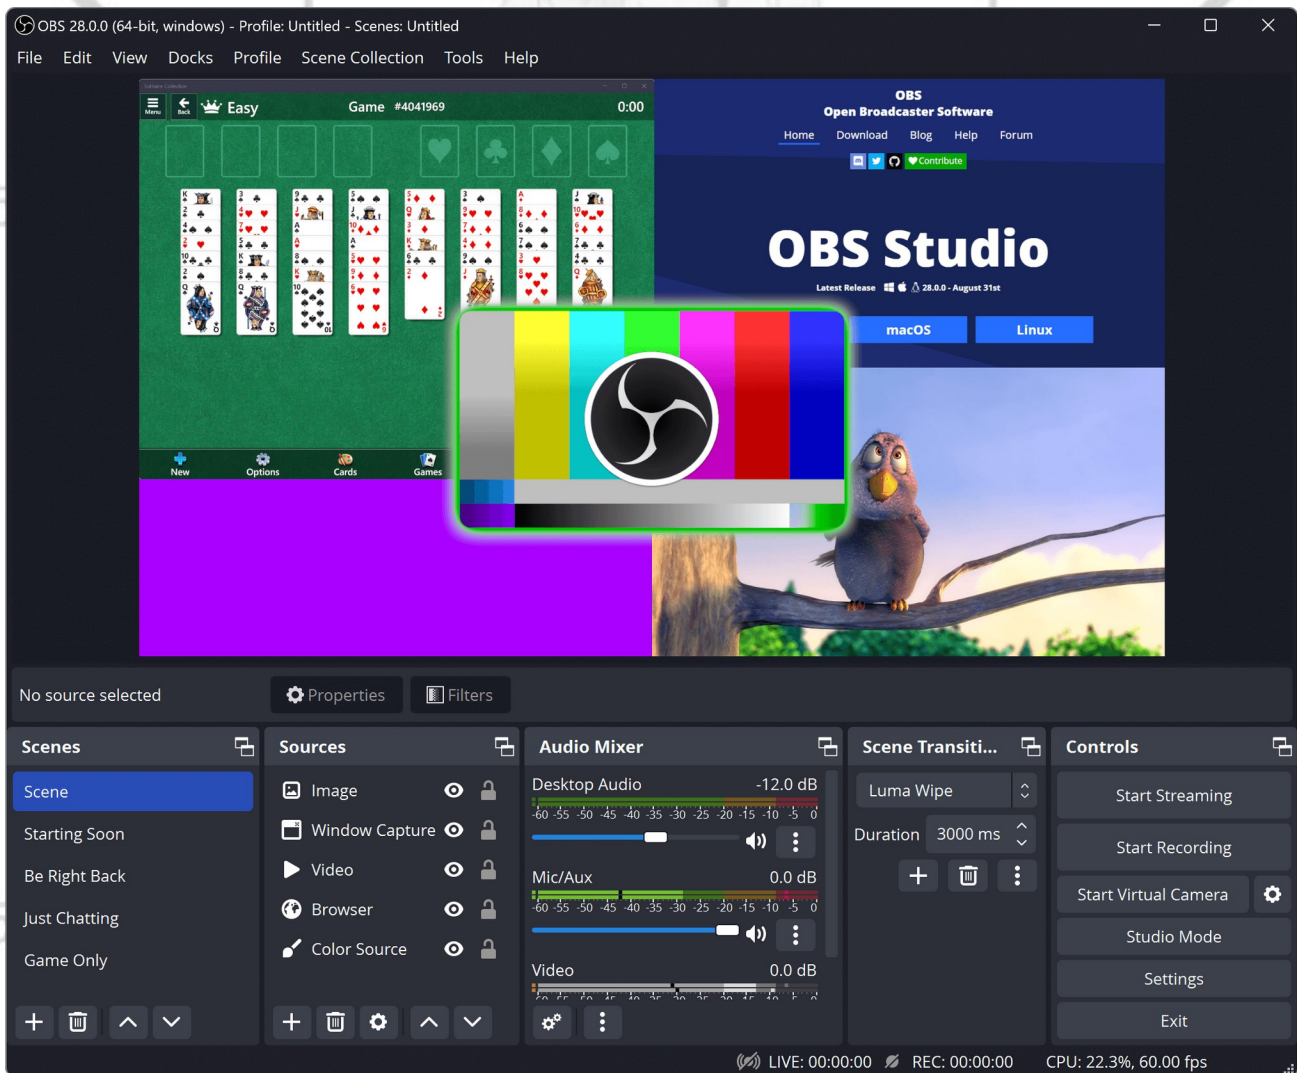 OBS 28.0.0 (64-bit, windows) - Profile: Untitled - Scenes: Untitled
File Edit View Docks Profile Scene Collection Tools Help
Solitaire Collection
Menu Back Easy Game #4041969 0:00
OBS
Open Broadcaster Software
Home Download Blog Help Forum
Contribute
OBS Studio
Latest Release 28.0.0 - August 31st
macOS Linux
New Options Cards Games
No source selected Properties Filters
Scenes
Scene
Starting Soon
Be Right Back
Just Chatting
Game Only
Sources
Image
Window Capture
Video
Browser
Color Source
Audio Mixer
Desktop Audio -12.0 dB
-60 -55 -50 -45 -40 -35 -30 -25 -20 -15 -10 -5 0
Mic/Aux 0.0 dB
-60 -55 -50 -45 -40 -35 -30 -25 -20 -15 -10 -5 0
Video 0.0 dB
Scene Transiti...
Luma Wipe
Duration 3000 ms
Controls
Start Streaming
Start Recording
Start Virtual Camera
Studio Mode
Settings
Exit
LIVE: 00:00:00 REC: 00:00:00 CPU: 22.3%, 60.00 fps